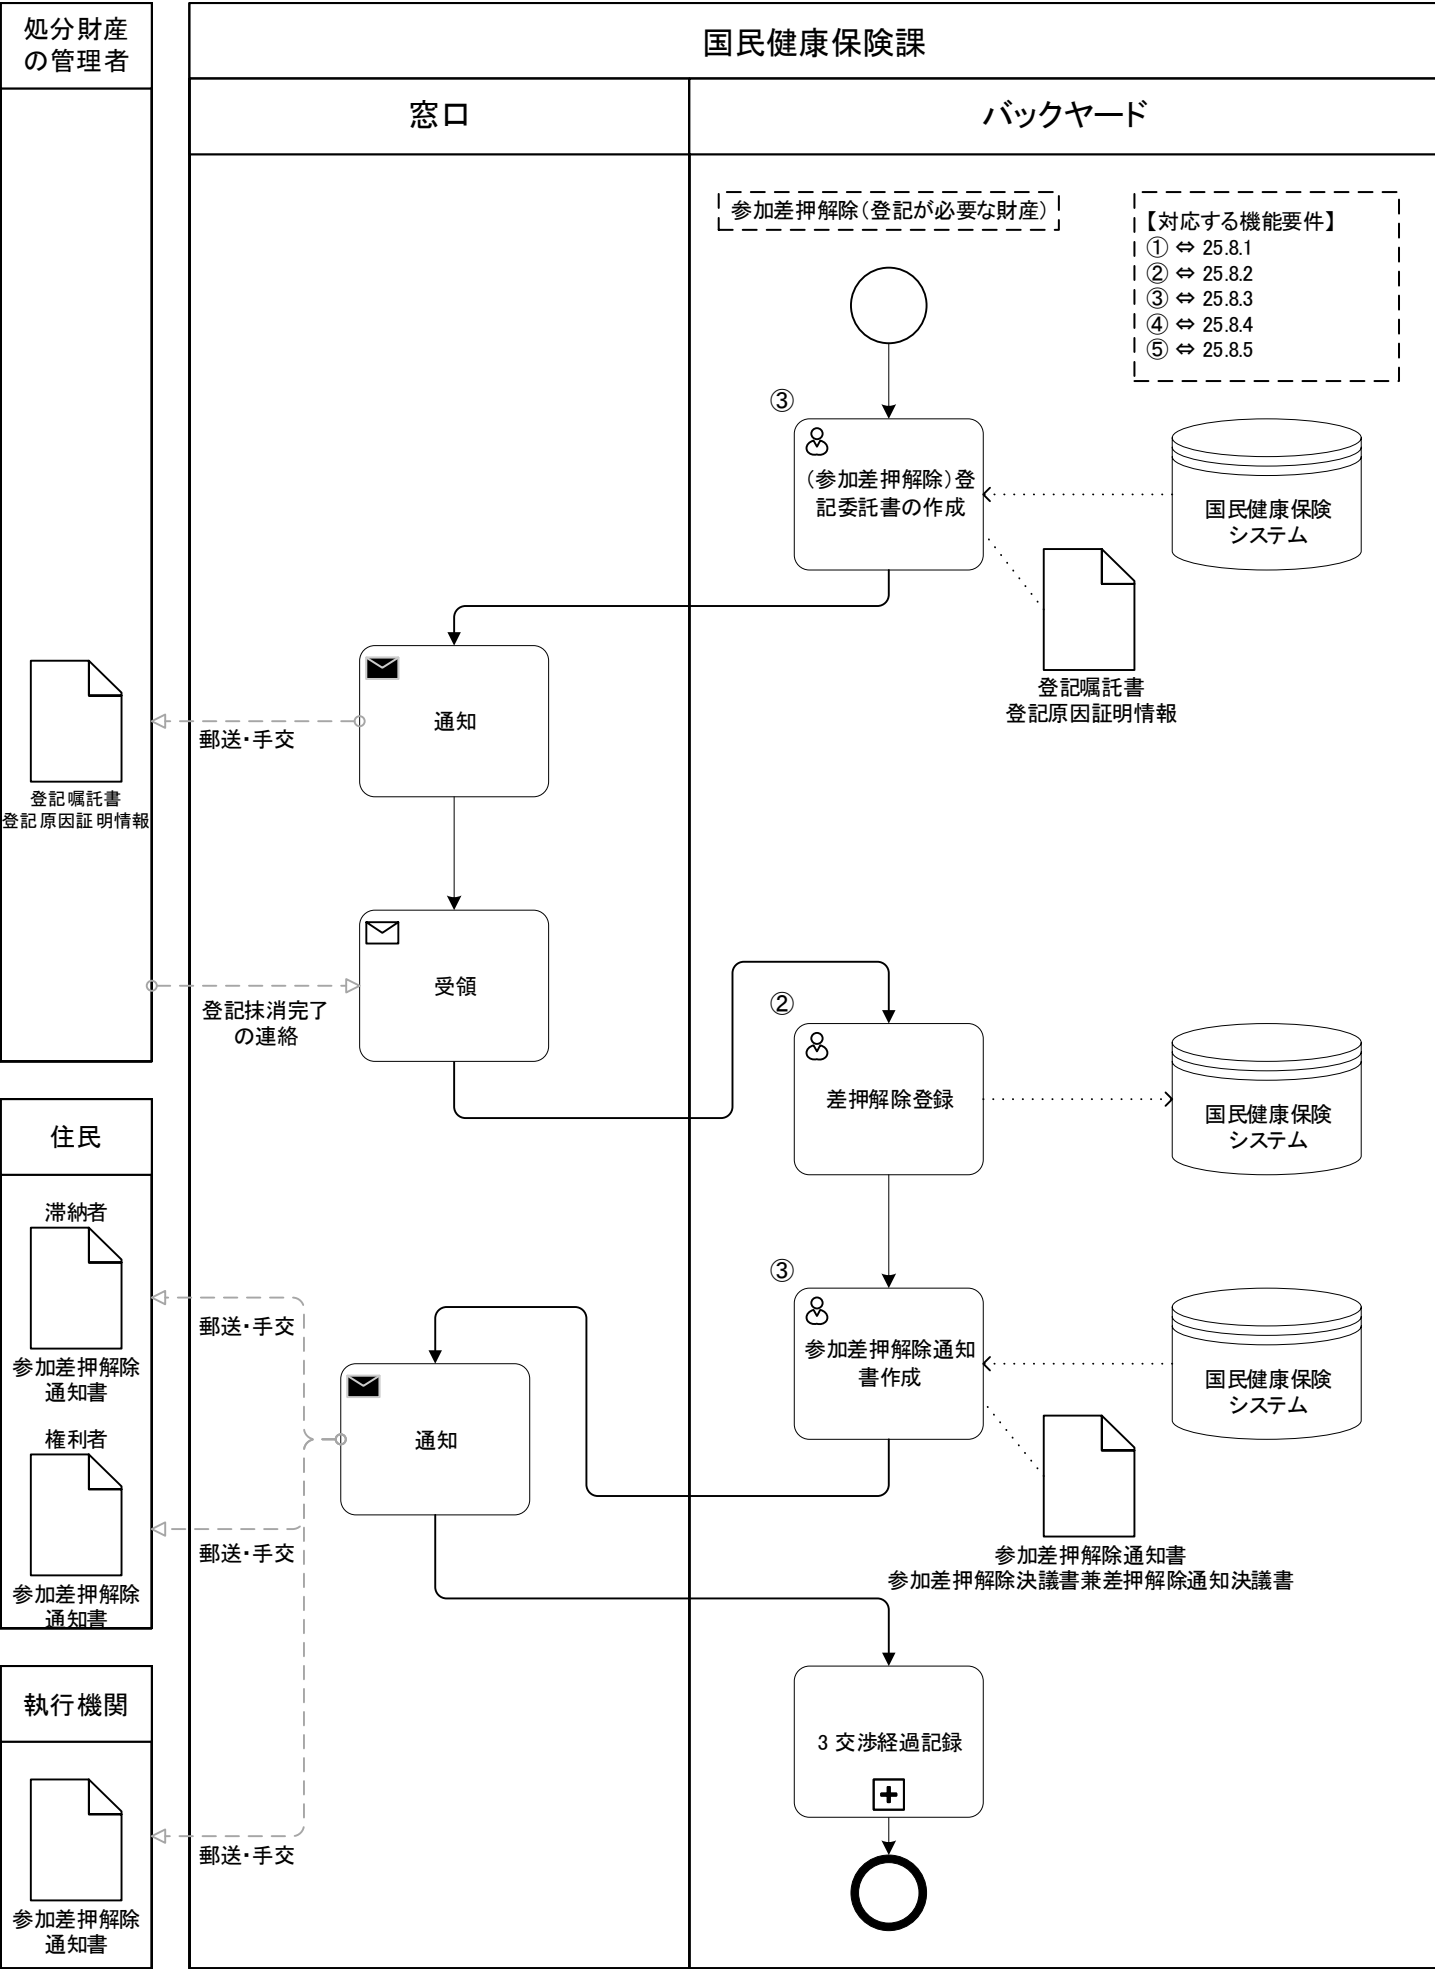 処分財産
の管理者
国民健康保険課
窓口
バックヤード
参加差押解除（登記が必要な財産）
【対応する機能要件】
① ⇔ 25.8.1
② ⇔ 25.8.2
③ ⇔ 25.8.3
④ ⇔ 25.8.4
⑤ ⇔ 25.8.5
③
（参加差押解除）登
記委託書の作成
国民健康保険
システム
登記嘱託書
登記原因証明情報
通知
郵送・手交
登記嘱託書
登記原因証明情報
受領
登記抹消完了
の連絡
②
差押解除登録
国民健康保険
システム
住民
滞納者
参加差押解除
通知書
郵送・手交
③
参加差押解除通知
書作成
国民健康保険
システム
通知
権利者
参加差押解除
通知書
郵送・手交
参加差押解除通知書
参加差押解除決議書兼差押解除通知決議書
執行機関
3 交渉経過記録
郵送・手交
参加差押解除
通知書